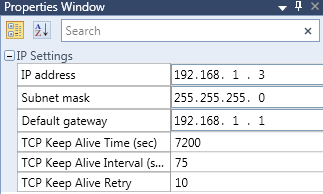 Properties Window
A Z Search
IP Settings
IP address 192.168. 1 . 3
Subnet mask 255.255.255. 0
Default gateway 192.168. 1 . 1
TCP Keep Alive Time (sec) 7200
TCP Keep Alive Interval (s... 75
TCP Keep Alive Retry 10